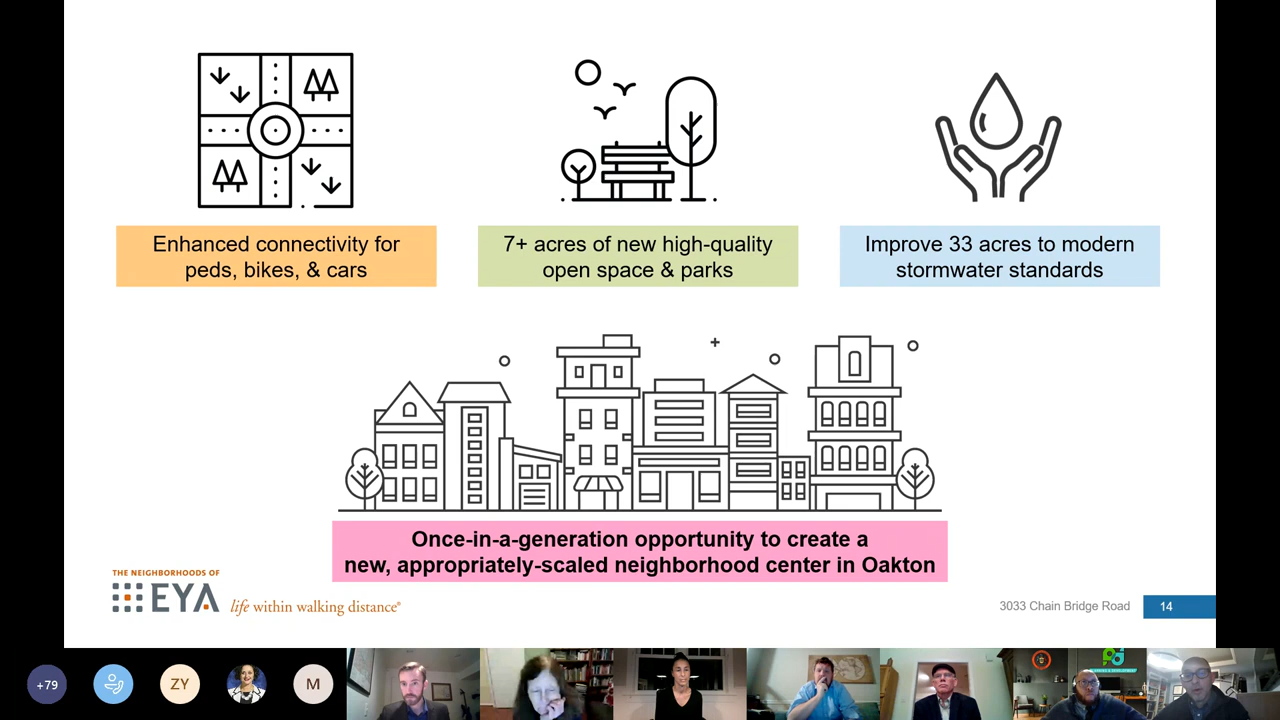 Enhanced connectivity for
peds, bikes, & cars
7+ acres of new high-quality
open space & parks
Improve 33 acres to modern
stormwater standards
Once-in-a-generation opportunity to create a
new, appropriately-scaled neighborhood center in Oakton
THE NEIGHBORHOODS OF
EYA
life within walking distance®
3033 Chain Bridge Road
14
+79
ZY
M